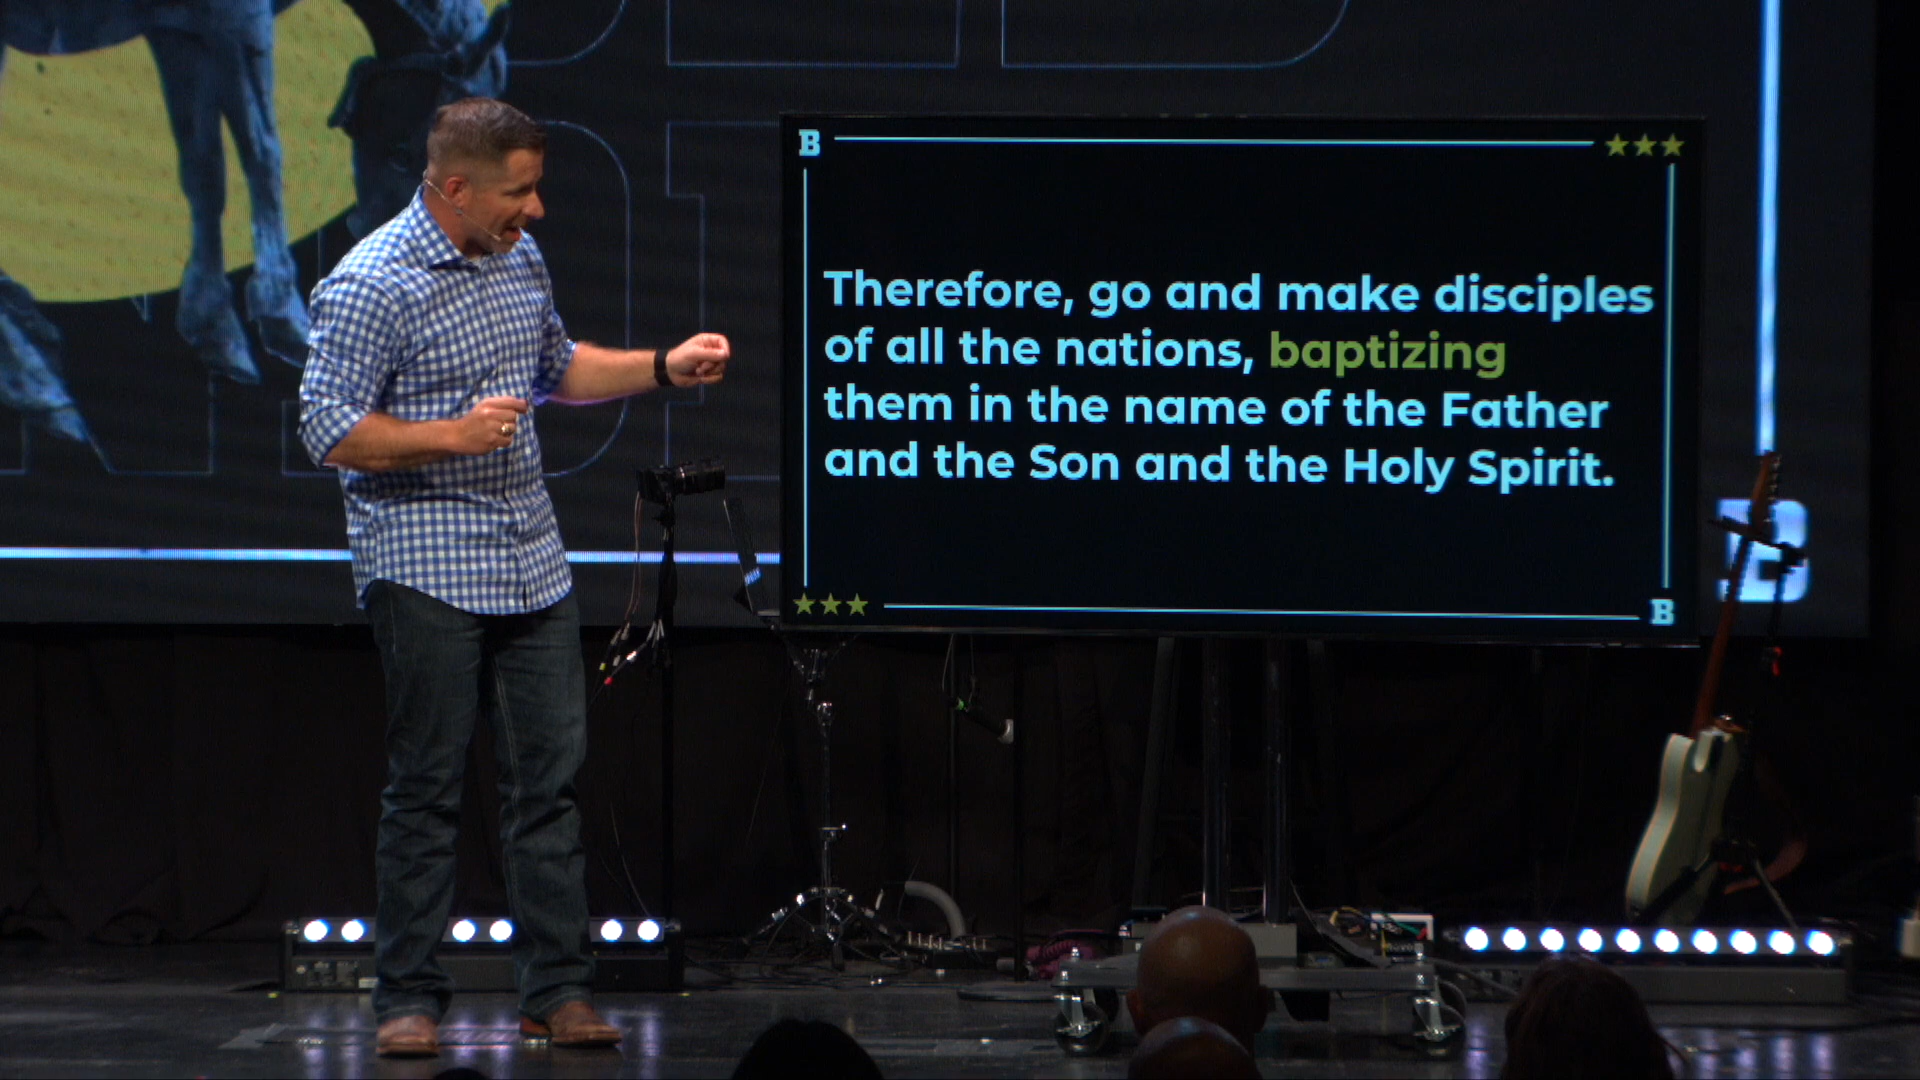 B
Therefore, go and make disciples
of all the nations, baptizing
them in the name of the Father
and the Son and the Holy Spirit.
B